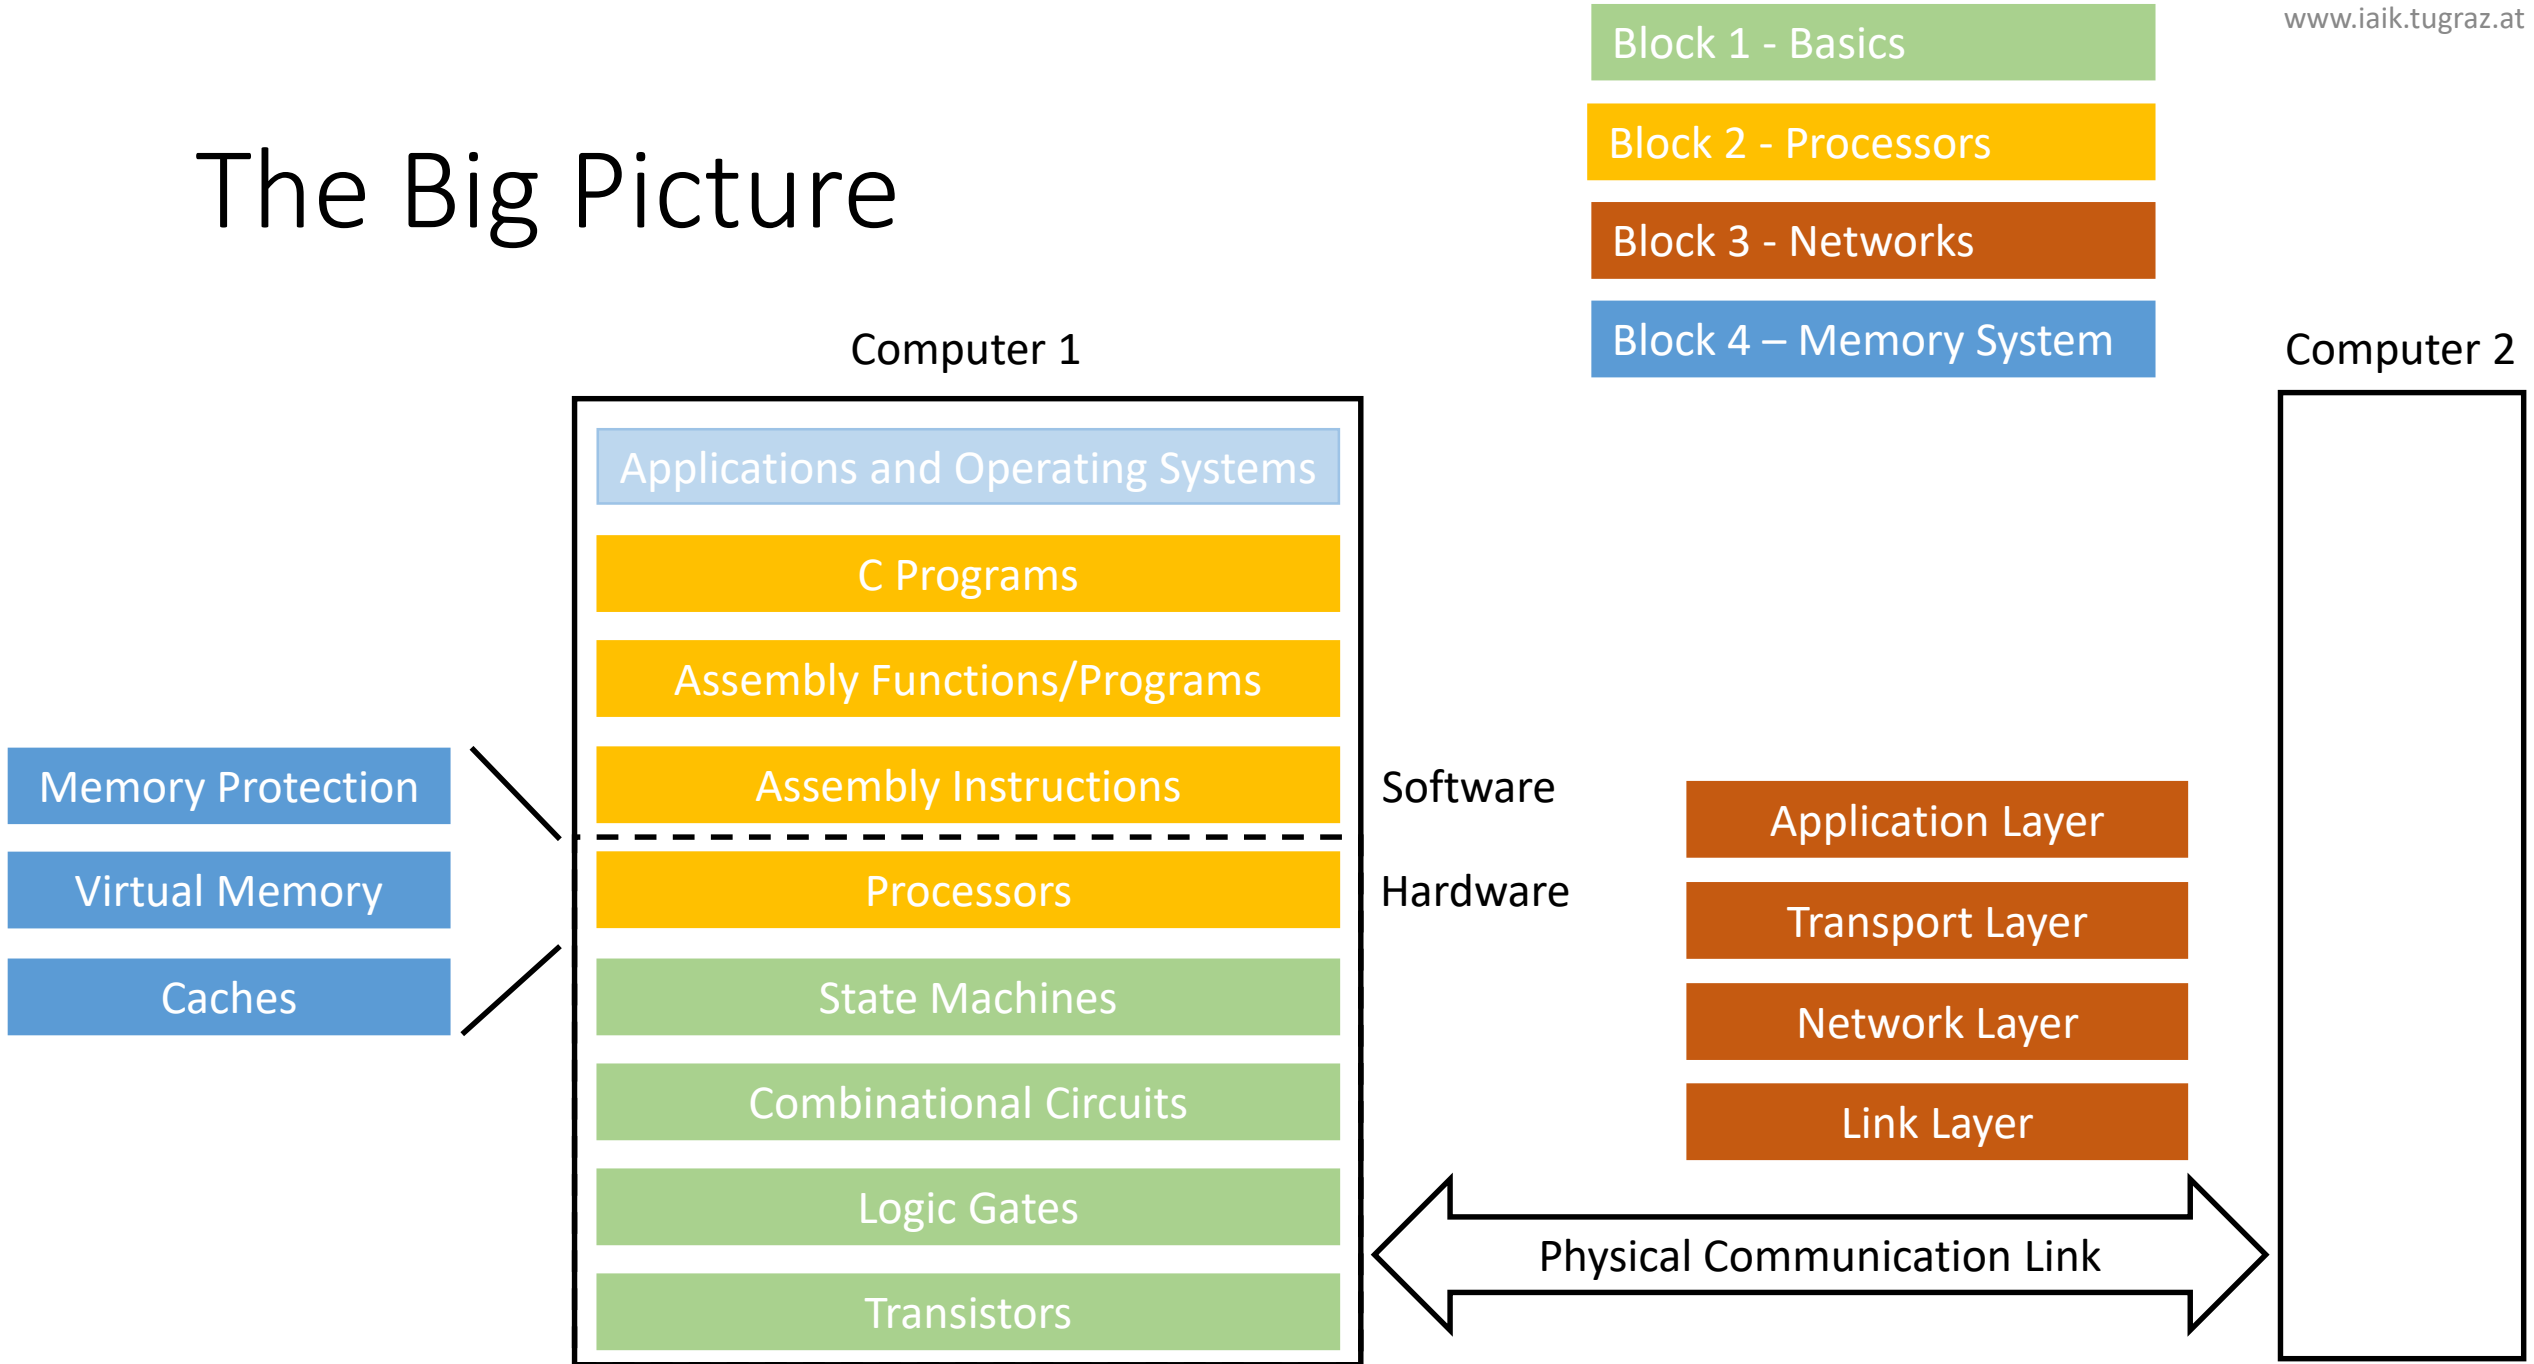 www.iaik.tugraz.at
Block 1 - Basics
Block 2 - Processors
Block 3 - Networks
Block 4 – Memory System
The Big Picture
Computer 1
Computer 2
Applications and Operating Systems
C Programs
Assembly Functions/Programs
Assembly Instructions
Processors
State Machines
Combinational Circuits
Logic Gates
Transistors
Memory Protection
Virtual Memory
Caches
Software
Hardware
Application Layer
Transport Layer
Network Layer
Link Layer
Physical Communication Link